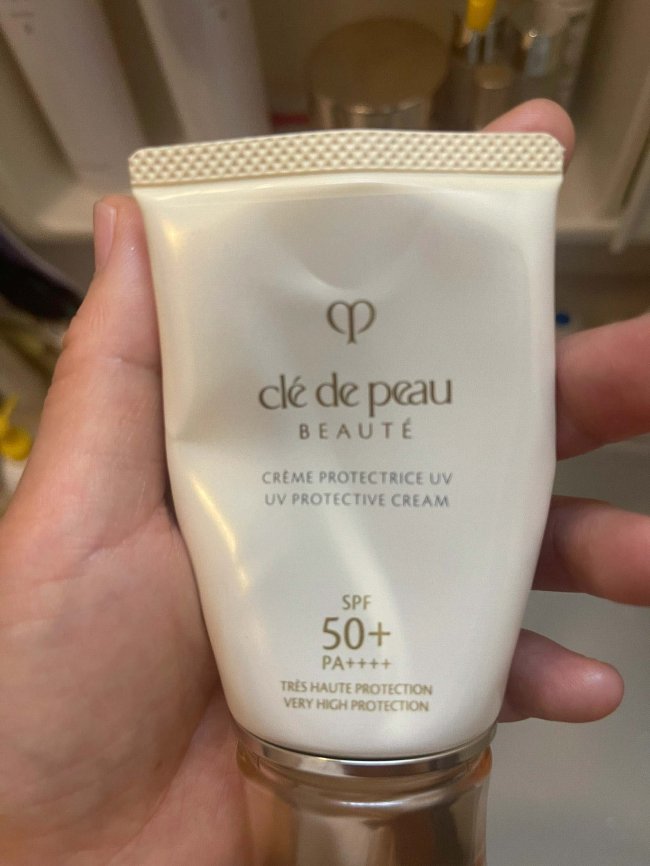 clé de peau
BEAUTÉ
CRÈME PROTECTRICE UV
UV PROTECTIVE CREAM
SPF
50+
PA++++
TRÈS HAUTE PROTECTION
VERY HIGH PROTECTION